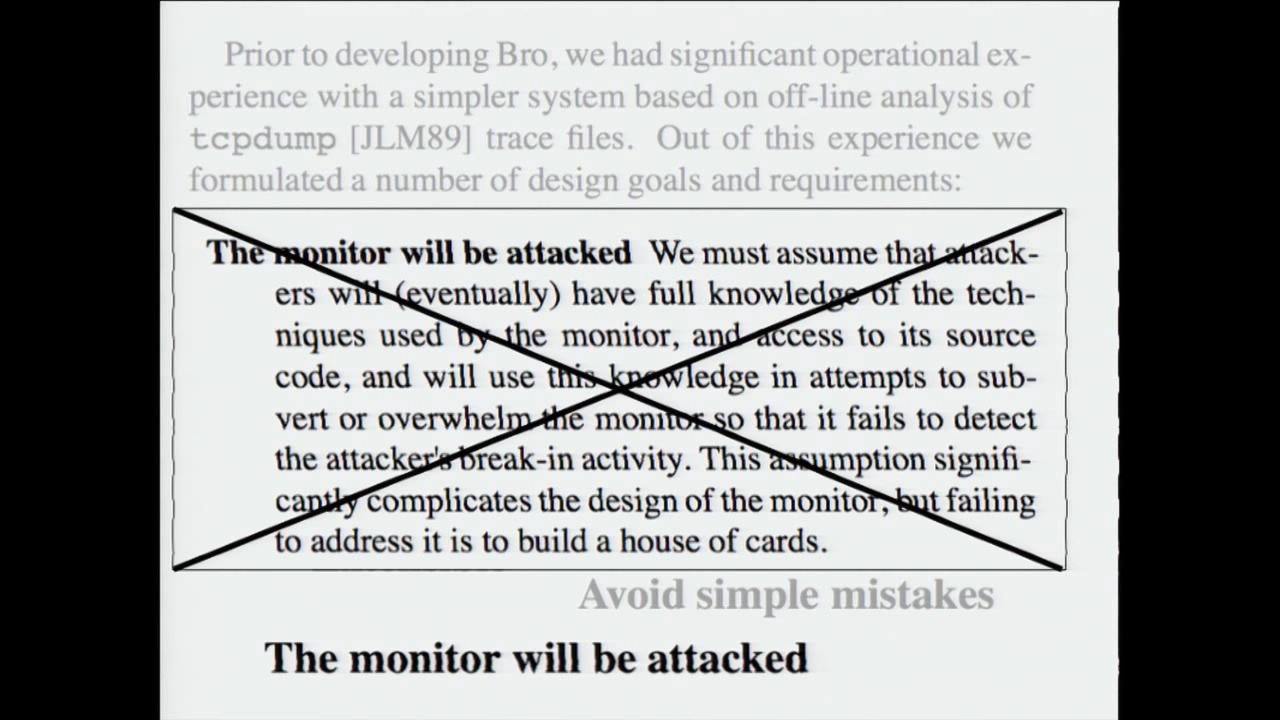 Prior to developing Bro, we had significant operational ex-
perience with a simpler system based on off-line analysis of
tcpdump [JLM89] trace files. Out of this experience we
formulated a number of design goals and requirements:
The monitor will be attacked We must assume that attack-
ers will (eventually) have full knowledge of the tech-
niques used by the monitor, and access to its source
code, and will use this knowledge in attempts to sub-
vert or overwhelm the monitor so that it fails to detect
the attacker's break-in activity. This assumption signifi-
cantly complicates the design of the monitor, but failing
to address it is to build a house of cards.
Avoid simple mistakes
The monitor will be attacked